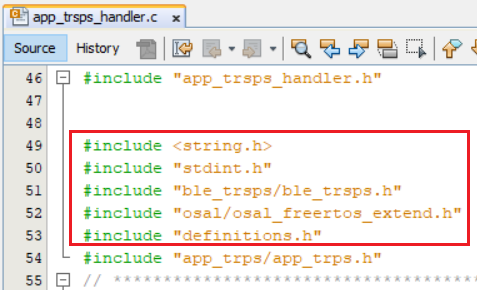 app_trsps_handler.c x
Source History
46 #include "app_trsps_handler.h"
47
48
49 #include <string.h>
50 #include "stdint.h"
51 #include "ble_trsps/ble_trsps.h"
52 #include "osal/osal_freertos_extend.h"
53 #include "definitions.h"
54 #include "app_trps/app_trps.h"
55 // ************************************